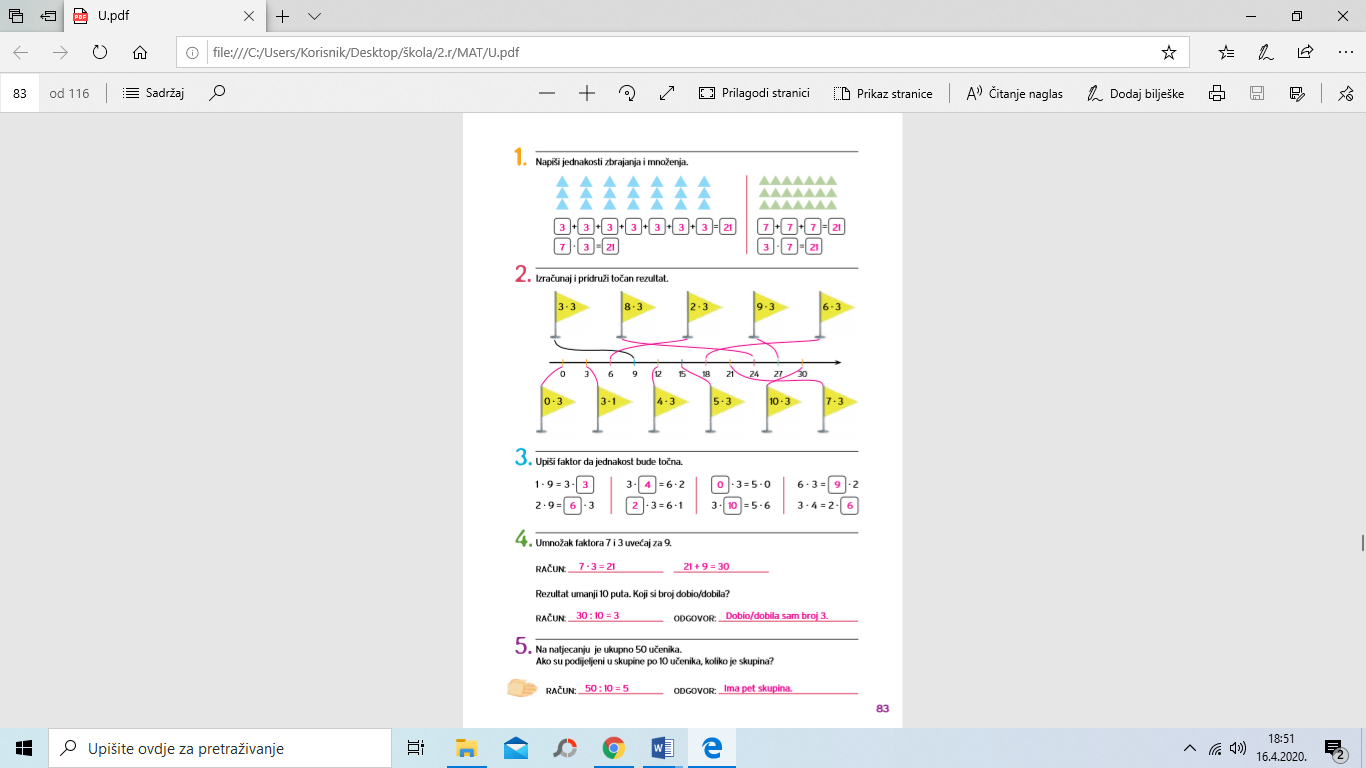 U.pdf
file:///C:/Users/Korisnik/Desktop/škola/2.r/MAT/U.pdf
83 od 116 Sadržaj Prilagodi stranici Prikaz stranice Čitanje naglas Dodaj bilješke
1. Napiši jednakosti zbrajanja i množenja.
3 + 3 + 3 + 3 + 3 + 3 + 3 = 21 7 + 7 + 7 = 21
7 · 3 = 21 3 · 7 = 21
2. Izračunaj i pridruži točan rezultat.
3 · 3 8 · 3 2 · 3 9 · 3 6 · 3
0 3 6 9 12 15 18 21 24 27 30
0 · 3 3 · 1 4 · 3 5 · 3 10 · 3 7 · 3
3. Upiši faktor da jednakost bude točna.
1 · 9 = 3 · 3 3 · 4 = 6 · 2 0 · 3 = 5 · 0 6 · 3 = 9 · 2
2 · 9 = 6 · 3 2 · 3 = 6 · 1 3 · 10 = 5 · 6 3 · 4 = 2 · 6
4. Umnožak faktora 7 i 3 uvećaj za 9.
RAČUN: 7 · 3 = 21 21 + 9 = 30
Rezultat umanji 10 puta. Koji si broj dobio/dobila?
RAČUN: 30 : 10 = 3 ODGOVOR: Dobio/dobila sam broj 3.
5. Na natjecanju je ukupno 50 učenika.
Ako su podijeljeni u skupine po 10 učenika, koliko je skupina?
RAČUN: 50 : 10 = 5 ODGOVOR: Ima pet skupina.
83
Upišite ovdje za pretraživanje
18:51
16.4.2020.
2